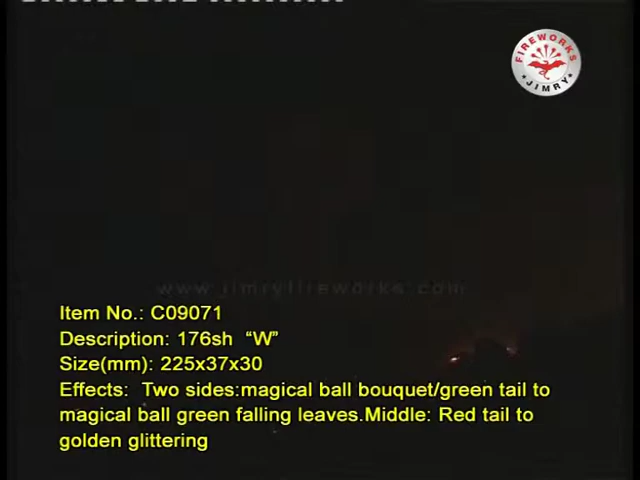 FIREWORKS
JIMRY
www.jimryfireworks.com
Item No.: C09071
Description: 176sh “W”
Size(mm): 225x37x30
Effects: Two sides:magical ball bouquet/green tail to
magical ball green falling leaves.Middle: Red tail to
golden glittering